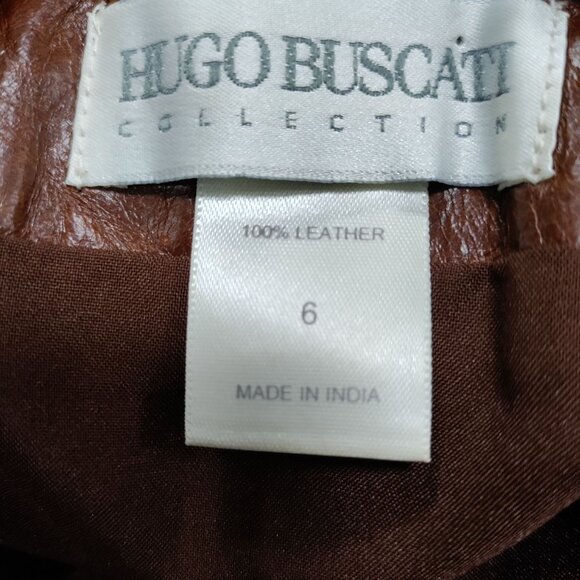 HUGO BUSCATI
COLLECTION
100% LEATHER
6
MADE IN INDIA